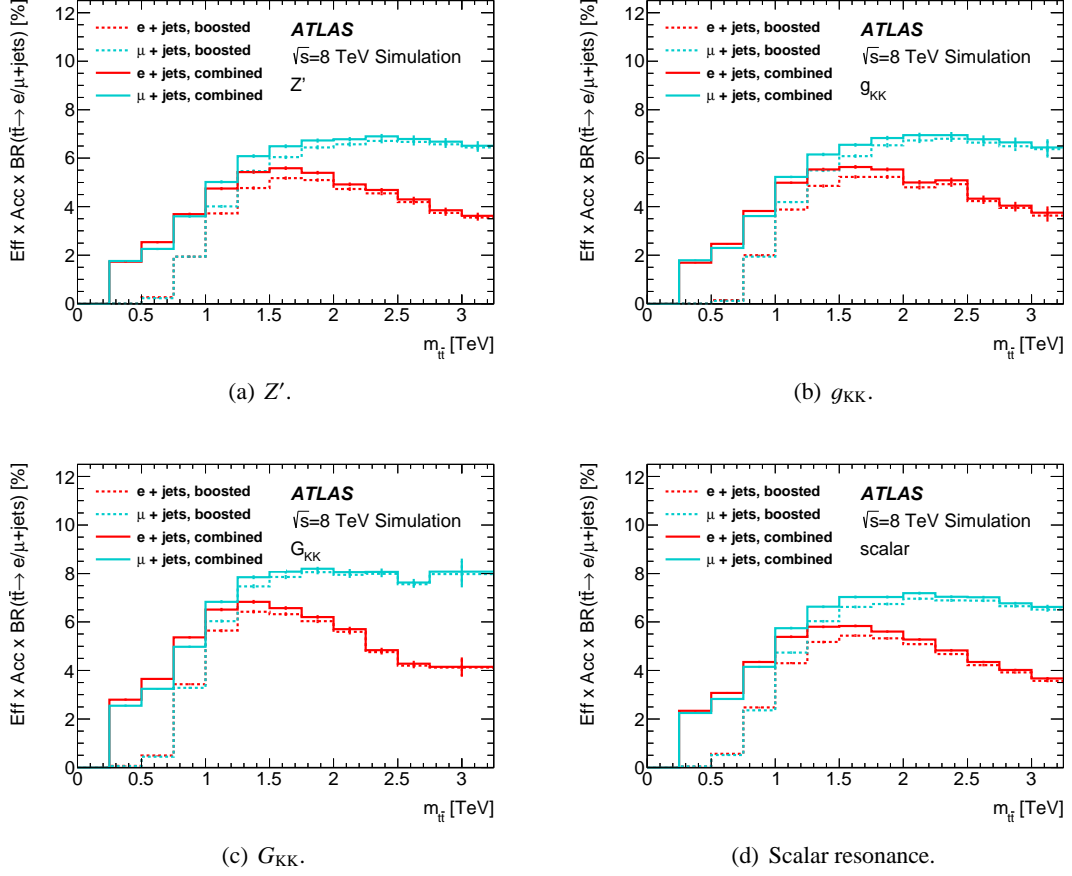 Eff x Acc x BR(tt̄→ e/μ+jets) [%]
12
10
8
6
4
2
0
e + jets, boosted
μ + jets, boosted
e + jets, combined
μ + jets, combined
ATLAS
√s=8 TeV Simulation
Z'
0 0.5 1 1.5 2 2.5 3
m_tt̄ [TeV]
(a) Z′.
Eff x Acc x BR(tt̄→ e/μ+jets) [%]
12
10
8
6
4
2
0
e + jets, boosted
μ + jets, boosted
e + jets, combined
μ + jets, combined
ATLAS
√s=8 TeV Simulation
g_KK
0 0.5 1 1.5 2 2.5 3
m_tt̄ [TeV]
(b) g_KK.
Eff x Acc x BR(tt̄→ e/μ+jets) [%]
12
10
8
6
4
2
0
e + jets, boosted
μ + jets, boosted
e + jets, combined
μ + jets, combined
ATLAS
√s=8 TeV Simulation
G_KK
0 0.5 1 1.5 2 2.5 3
m_tt̄ [TeV]
(c) G_KK.
Eff x Acc x BR(tt̄→ e/μ+jets) [%]
12
10
8
6
4
2
0
e + jets, boosted
μ + jets, boosted
e + jets, combined
μ + jets, combined
ATLAS
√s=8 TeV Simulation
scalar
0 0.5 1 1.5 2 2.5 3
m_tt̄ [TeV]
(d) Scalar resonance.